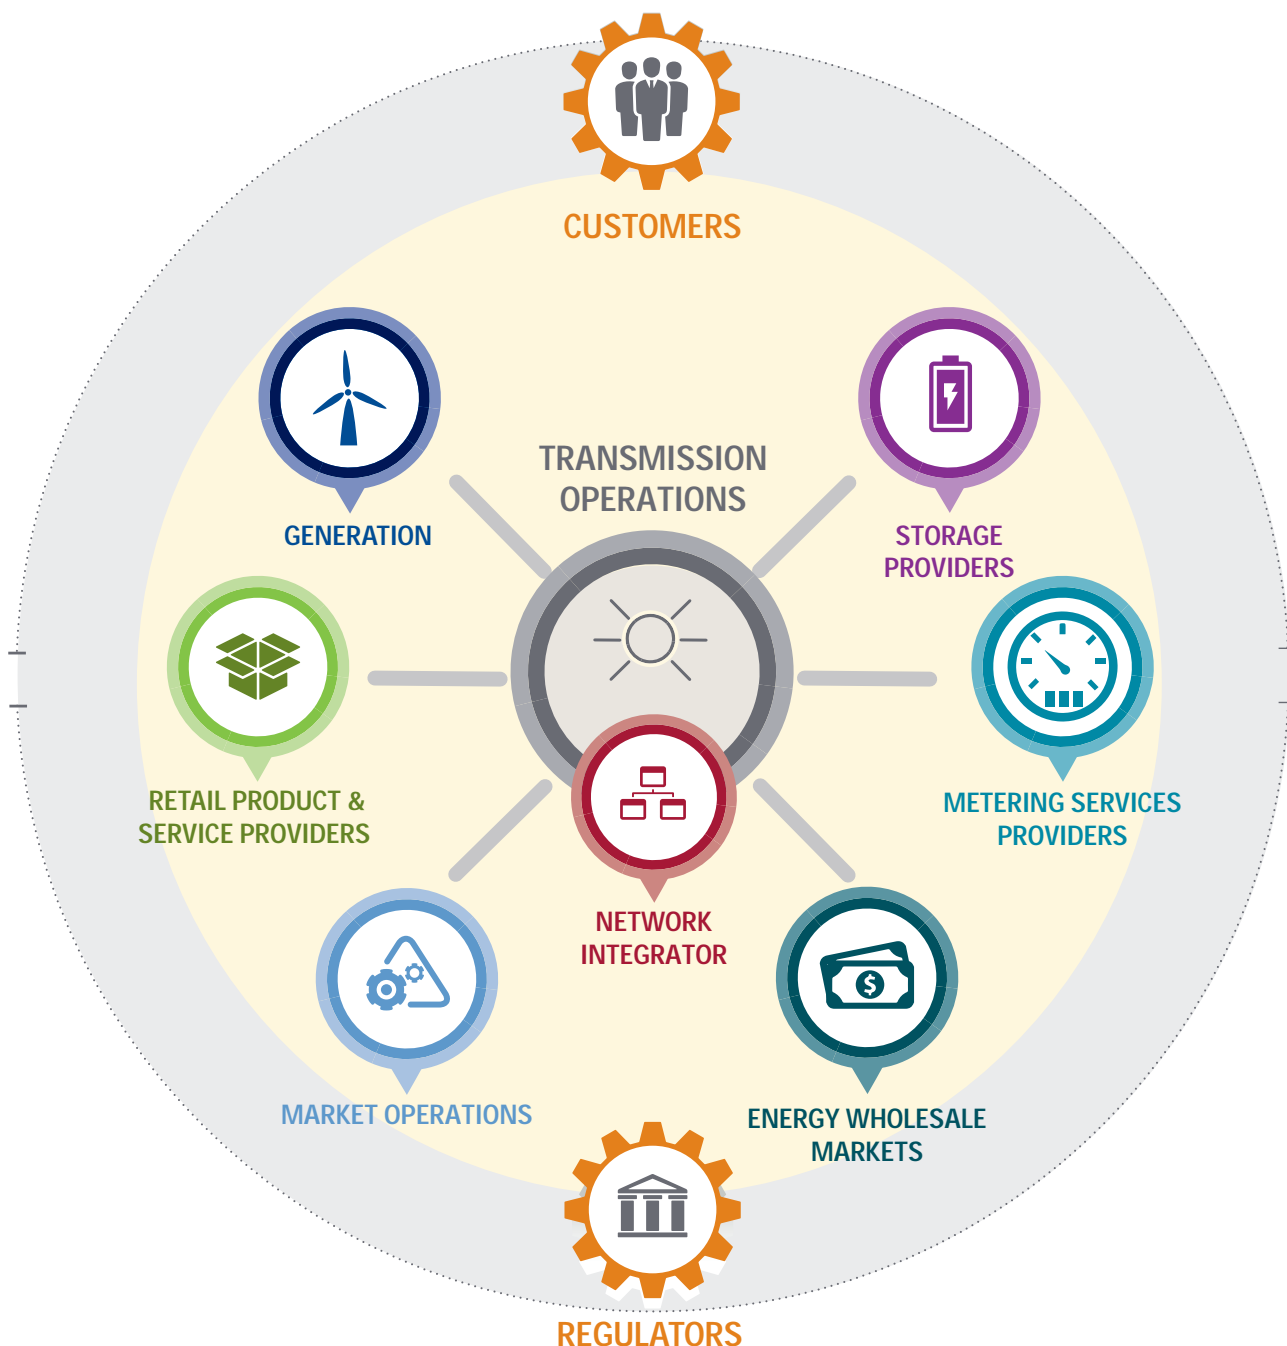 CUSTOMERS
TRANSMISSION
OPERATIONS
GENERATION
STORAGE
PROVIDERS
RETAIL PRODUCT &
SERVICE PROVIDERS
METERING SERVICES
PROVIDERS
NETWORK
INTEGRATOR
$
MARKET OPERATIONS
ENERGY WHOLESALE
MARKETS
REGULATORS